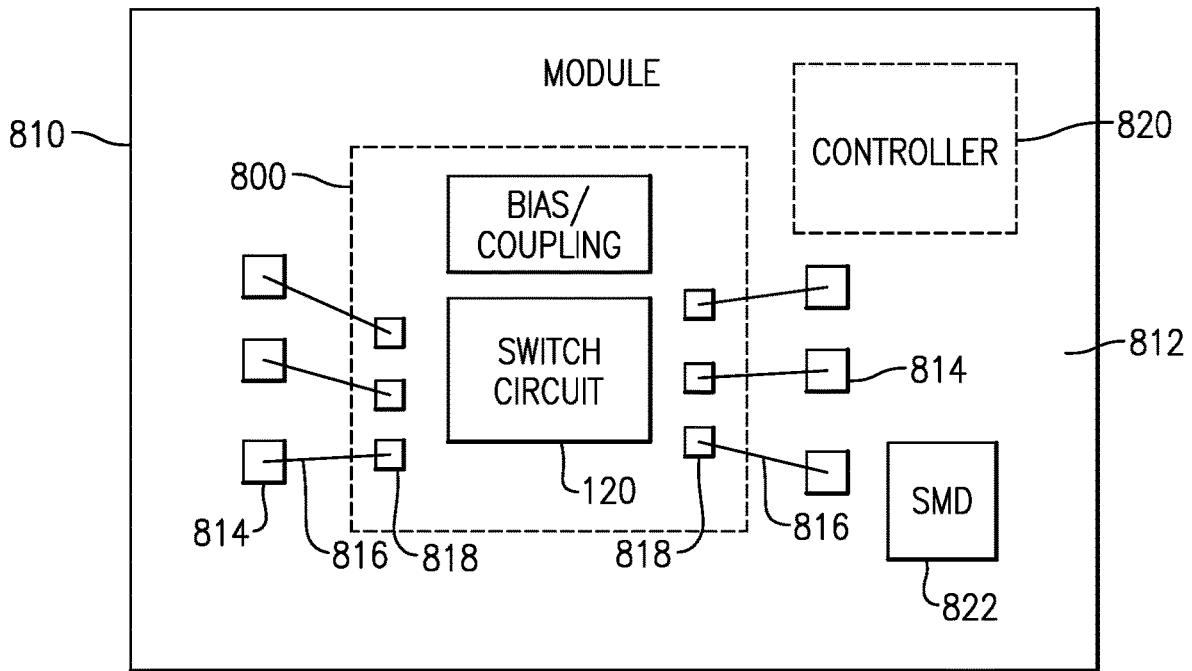 MODULE
810
CONTROLLER
820
800
BIAS/
COUPLING
SWITCH
CIRCUIT
812
814
SMD
120
814
816
818
818
816
822